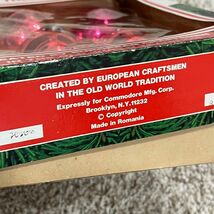 CREATED BY EUROPEAN CRAFTSMEN
IN THE OLD WORLD TRADITION
Expressly for Commodore Mfg. Corp.
Brooklyn, N.Y. 11232
© Copyright
Made in Romania